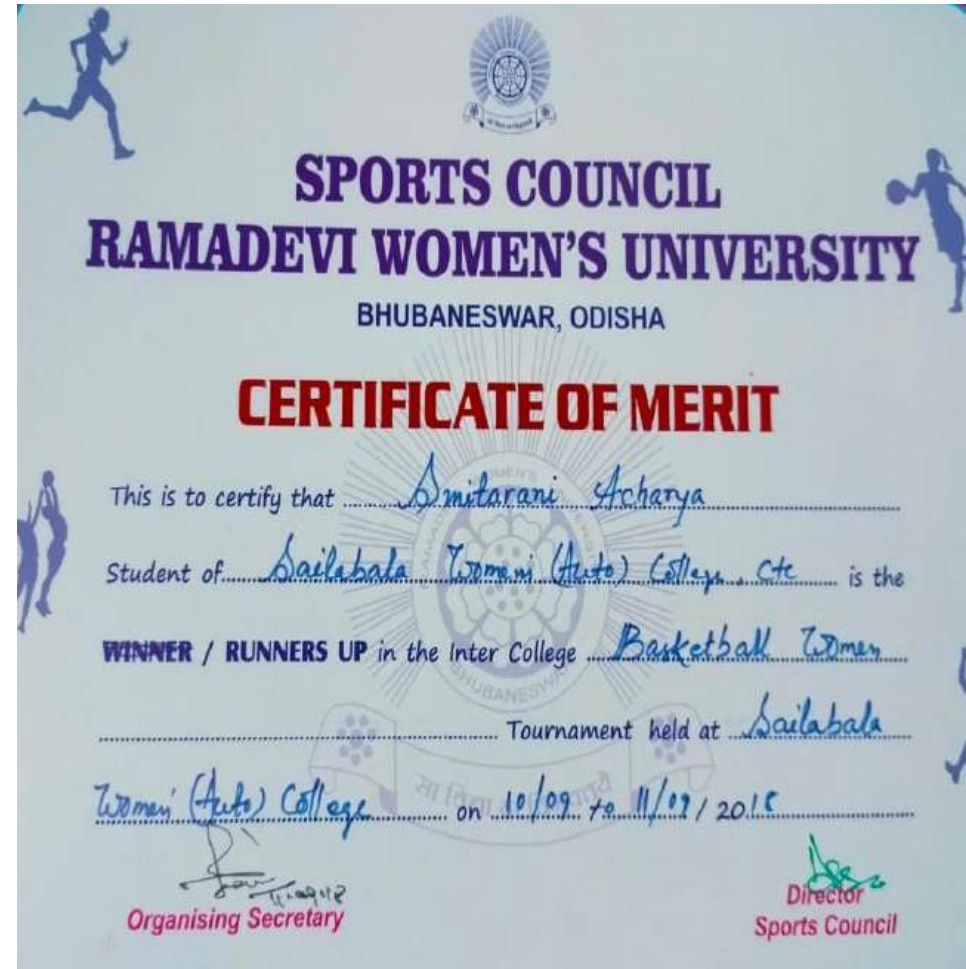 SPORTS COUNCIL
RAMADEVI WOMEN'S UNIVERSITY
BHUBANESWAR, ODISHA
CERTIFICATE OF MERIT
This is to certify that Smitarani Acharya
Student of Sailabala Women's (Auto) College, Ctc is the
WINNER / RUNNERS UP in the Inter College Basketball Women
Tournament held at Sailabala
Women' (Auto) College on 10/09 to 11/09/2018
Organising Secretary
Director
Sports Council